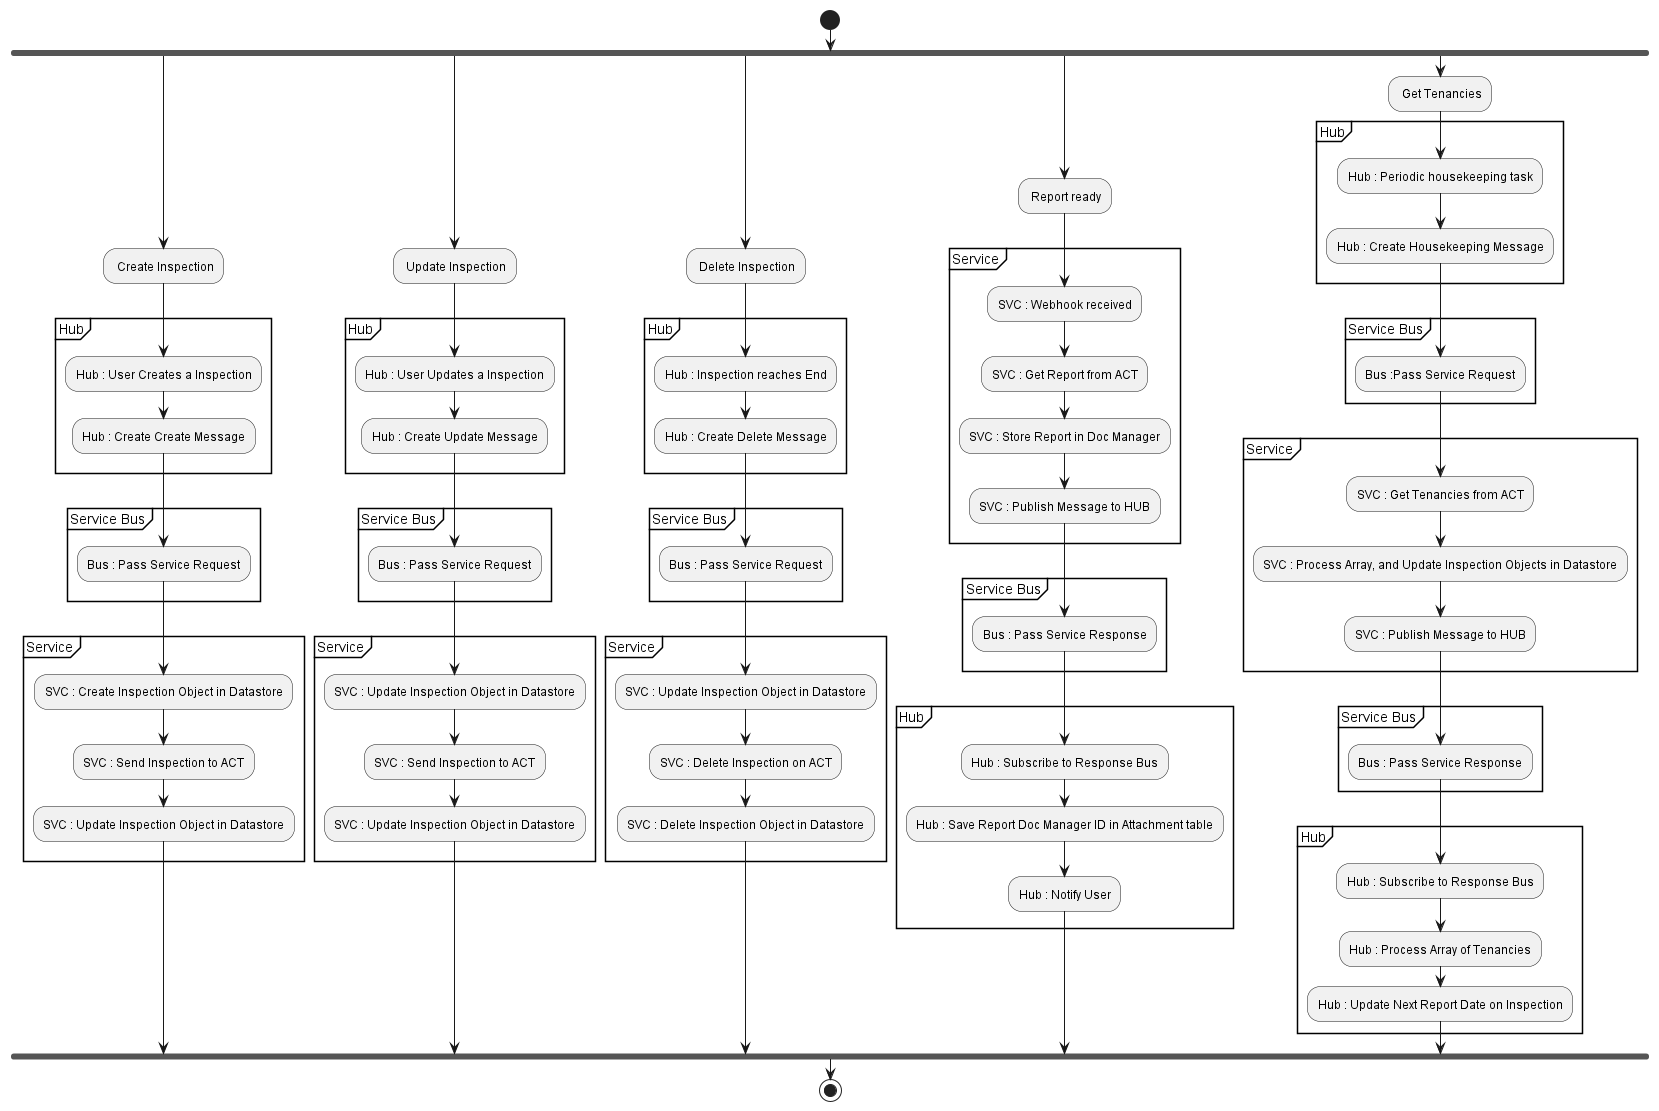 Create Inspection
Hub
Hub : User Creates a Inspection
Hub : Create Create Message
Service Bus
Bus : Pass Service Request
Service
SVC : Create Inspection Object in Datastore
SVC : Send Inspection to ACT
SVC : Update Inspection Object in Datastore
Update Inspection
Hub
Hub : User Updates a Inspection
Hub : Create Update Message
Service Bus
Bus : Pass Service Request
Service
SVC : Update Inspection Object in Datastore
SVC : Send Inspection to ACT
SVC : Update Inspection Object in Datastore
Delete Inspection
Hub
Hub : Inspection reaches End
Hub : Create Delete Message
Service Bus
Bus : Pass Service Request
Service
SVC : Update Inspection Object in Datastore
SVC : Delete Inspection on ACT
SVC : Delete Inspection Object in Datastore
Report ready
Service
SVC : Webhook received
SVC : Get Report from ACT
SVC : Store Report in Doc Manager
SVC : Publish Message to HUB
Service Bus
Bus : Pass Service Response
Hub
Hub : Subscribe to Response Bus
Hub : Save Report Doc Manager ID in Attachment table
Hub : Notify User
Get Tenancies
Hub
Hub : Periodic housekeeping task
Hub : Create Housekeeping Message
Service Bus
Bus :Pass Service Request
Service
SVC : Get Tenancies from ACT
SVC : Process Array, and Update Inspection Objects in Datastore
SVC : Publish Message to HUB
Service Bus
Bus : Pass Service Response
Hub
Hub : Subscribe to Response Bus
Hub : Process Array of Tenancies
Hub : Update Next Report Date on Inspection